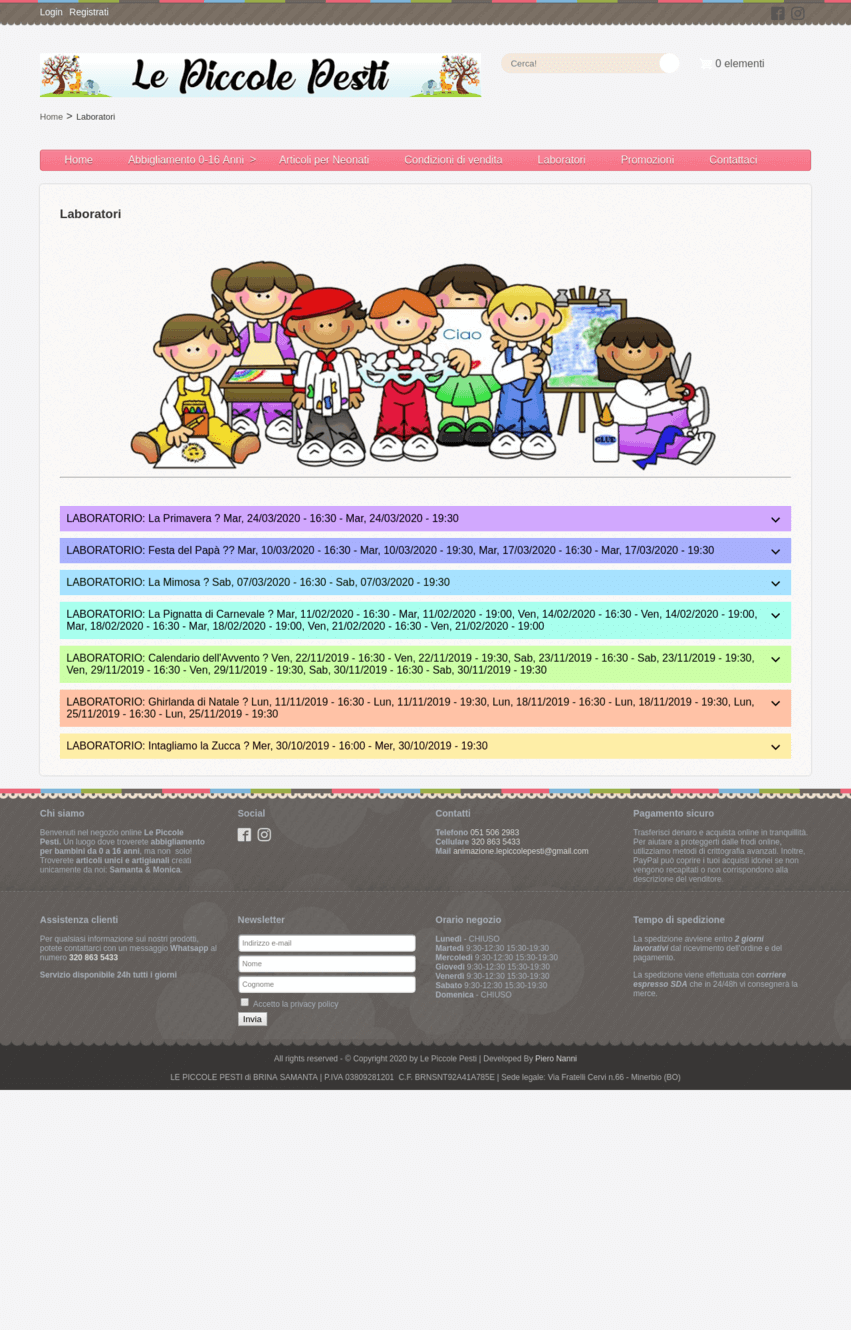 Login Registrati
Le Piccole Pesti
Cerca!
0 elementi
Home > Laboratori
Home Abbigliamento 0-16 Anni > Articoli per Neonati Condizioni di vendita Laboratori Promozioni Contattaci
Laboratori
Ciao
GLUE
LABORATORIO: La Primavera ? Mar, 24/03/2020 - 16:30 - Mar, 24/03/2020 - 19:30
LABORATORIO: Festa del Papà ?? Mar, 10/03/2020 - 16:30 - Mar, 10/03/2020 - 19:30, Mar, 17/03/2020 - 16:30 - Mar, 17/03/2020 - 19:30
LABORATORIO: La Mimosa ? Sab, 07/03/2020 - 16:30 - Sab, 07/03/2020 - 19:30
LABORATORIO: La Pignatta di Carnevale ? Mar, 11/02/2020 - 16:30 - Mar, 11/02/2020 - 19:00, Ven, 14/02/2020 - 16:30 - Ven, 14/02/2020 - 19:00,
Mar, 18/02/2020 - 16:30 - Mar, 18/02/2020 - 19:00, Ven, 21/02/2020 - 16:30 - Ven, 21/02/2020 - 19:00
LABORATORIO: Calendario dell'Avvento ? Ven, 22/11/2019 - 16:30 - Ven, 22/11/2019 - 19:30, Sab, 23/11/2019 - 16:30 - Sab, 23/11/2019 - 19:30,
Ven, 29/11/2019 - 16:30 - Ven, 29/11/2019 - 19:30, Sab, 30/11/2019 - 16:30 - Sab, 30/11/2019 - 19:30
LABORATORIO: Ghirlanda di Natale ? Lun, 11/11/2019 - 16:30 - Lun, 11/11/2019 - 19:30, Lun, 18/11/2019 - 16:30 - Lun, 18/11/2019 - 19:30, Lun,
25/11/2019 - 16:30 - Lun, 25/11/2019 - 19:30
LABORATORIO: Intagliamo la Zucca ? Mer, 30/10/2019 - 16:00 - Mer, 30/10/2019 - 19:30
Chi siamo
Benvenuti nel negozio online Le Piccole
Pesti. Un luogo dove troverete abbigliamento
per bambini da 0 a 16 anni, ma non solo!
Troverete articoli unici e artigianali creati
unicamente da noi: Samanta & Monica.
Social
Contatti
Telefono 051 506 2983
Cellulare 320 863 5433
Mail animazione.lepiccolepesti@gmail.com
Pagamento sicuro
Trasferisci denaro e acquista online in tranquillità.
Per aiutare a proteggerti dalle frodi online,
utilizziamo metodi di crittografia avanzati. Inoltre,
PayPal può coprire i tuoi acquisti idonei se non
vengono recapitati o non corrispondono alla
descrizione del venditore.
Assistenza clienti
Per qualsiasi informazione sui nostri prodotti,
potete contattarci con un messaggio Whatsapp al
numero 320 863 5433
Servizio disponibile 24h tutti i giorni
Newsletter
Indirizzo e-mail
Nome
Cognome
Accetto la privacy policy
Invia
Orario negozio
Lunedì - CHIUSO
Martedì 9:30-12:30 15:30-19:30
Mercoledì 9:30-12:30 15:30-19:30
Giovedì 9:30-12:30 15:30-19:30
Venerdì 9:30-12:30 15:30-19:30
Sabato 9:30-12:30 15:30-19:30
Domenica - CHIUSO
Tempo di spedizione
La spedizione avviene entro 2 giorni
lavorativi dal ricevimento dell'ordine e del
pagamento.
La spedizione viene effettuata con corriere
espresso SDA che in 24/48h vi consegnerà la
merce.
All rights reserved - © Copyright 2020 by Le Piccole Pesti | Developed By Piero Nanni
LE PICCOLE PESTI di BRINA SAMANTA | P.IVA 03809281201 C.F. BRNSNT92A41A785E | Sede legale: Via Fratelli Cervi n.66 - Minerbio (BO)